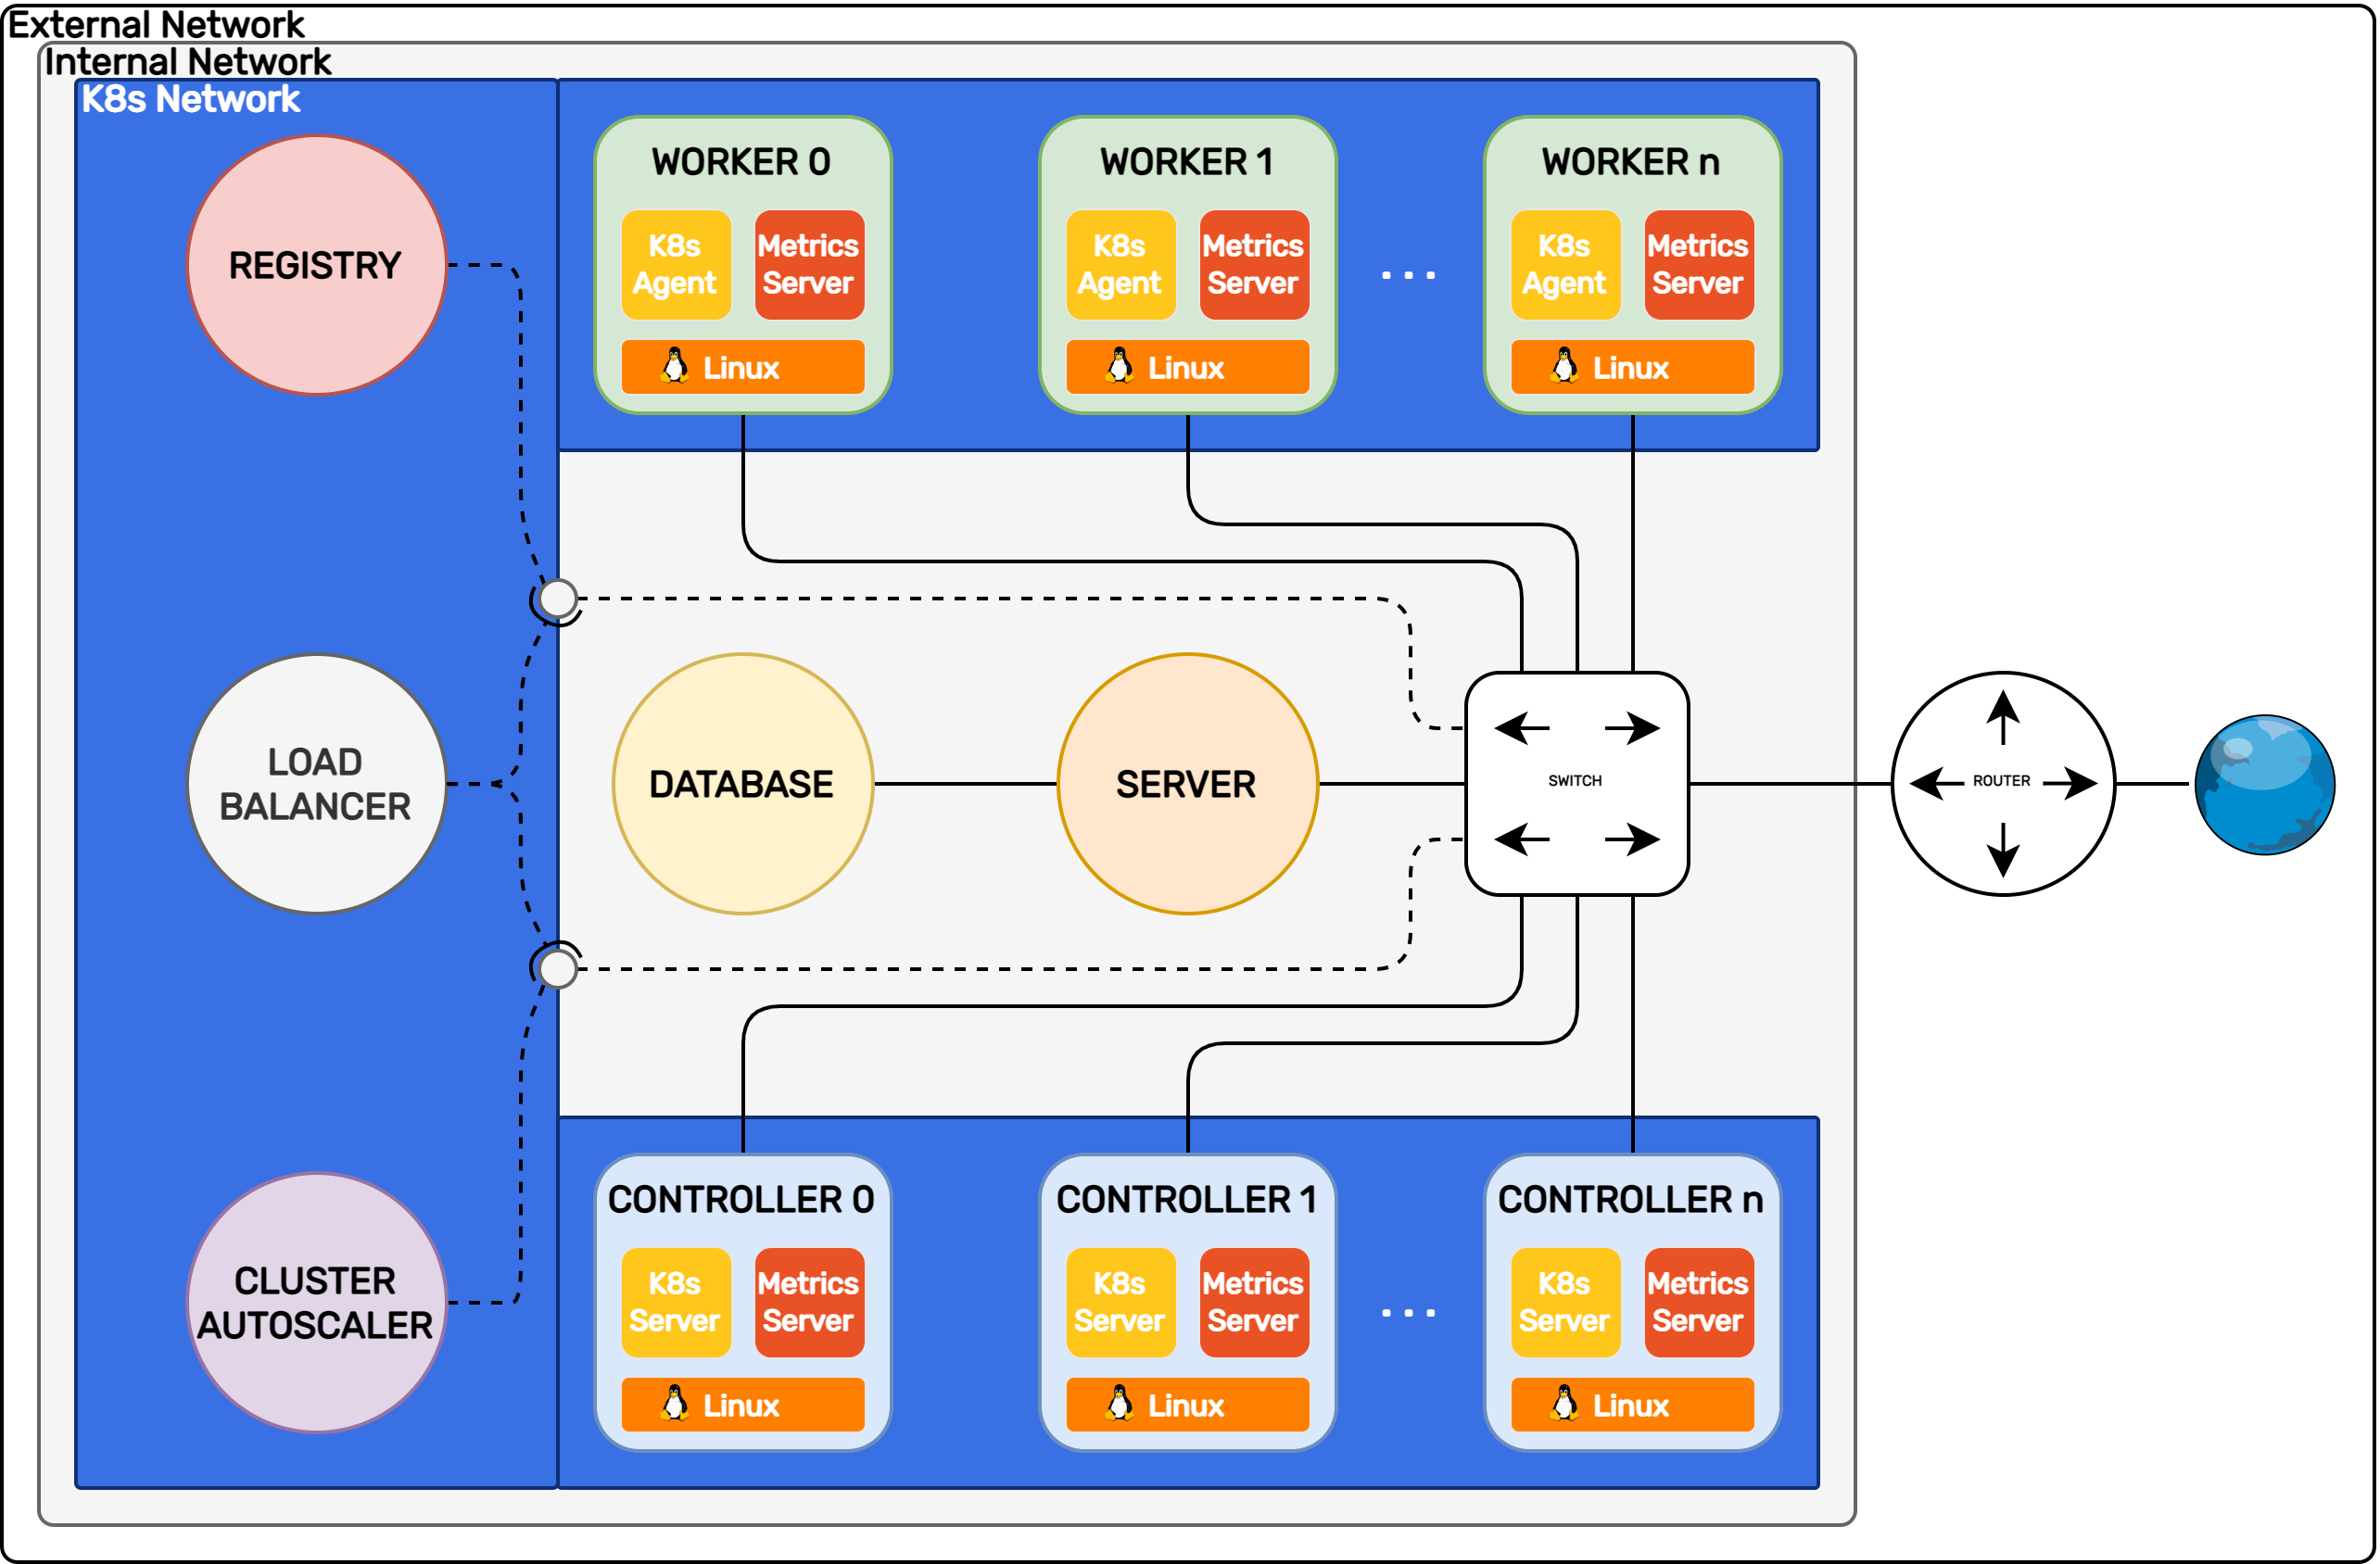 External Network
Internal Network
K8s Network
REGISTRY
LOAD
BALANCER
CLUSTER
AUTOSCALER
WORKER 0
K8s
Agent
Metrics
Server
Linux
WORKER 1
K8s
Agent
Metrics
Server
Linux
...
WORKER n
K8s
Agent
Metrics
Server
Linux
DATABASE
SERVER
SWITCH
ROUTER
CONTROLLER 0
K8s
Server
Metrics
Server
Linux
CONTROLLER 1
K8s
Server
Metrics
Server
Linux
...
CONTROLLER n
K8s
Server
Metrics
Server
Linux